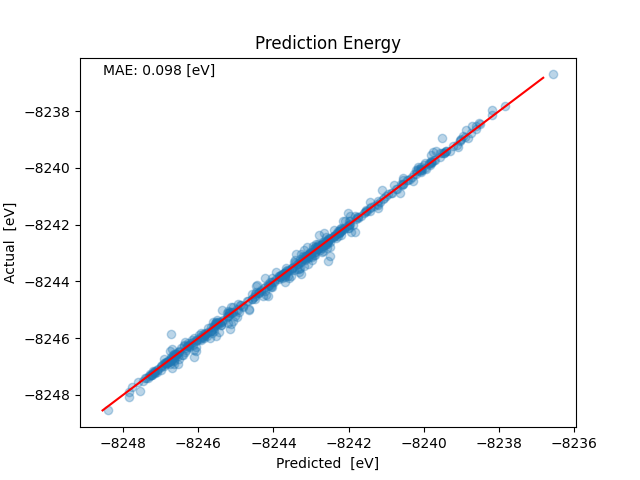 Prediction Energy
MAE: 0.098 [eV]
−8238
−8240
−8242
−8244
−8246
−8248
Actual [eV]
−8248 −8246 −8244 −8242 −8240 −8238 −8236
Predicted [eV]